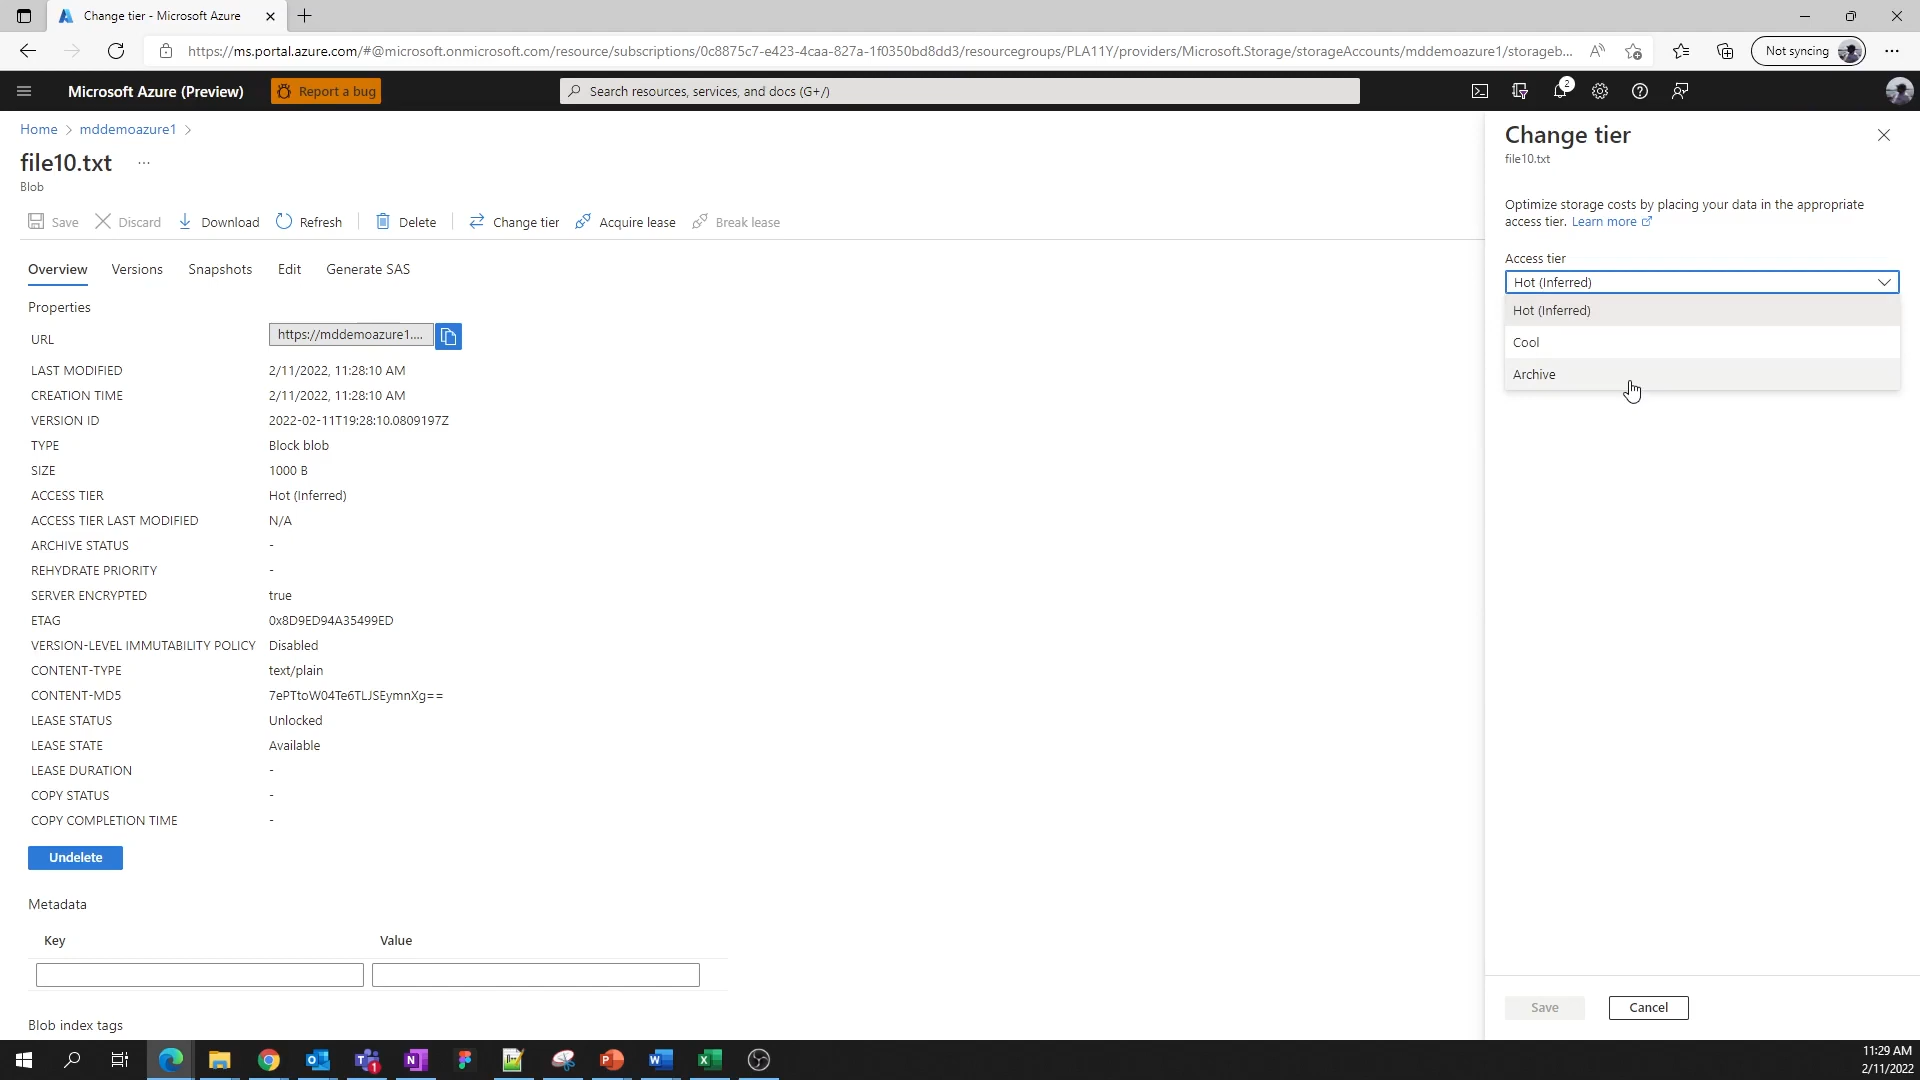 Change tier - Microsoft Azure
https://ms.portal.azure.com/#@microsoft.onmicrosoft.com/resource/subscriptions/0c8875c7-e423-4caa-827a-1f0350bd8dd3/resourcegroups/PLA11Y/providers/Microsoft.Storage/storageAccounts/mddemoazure1/storageb...
Not syncing
Microsoft Azure (Preview)
Report a bug
Search resources, services, and docs (G+/)
2
Home > mddemoazure1 >
file10.txt ...
Blob
Save
Discard
Download
Refresh
Delete
Change tier
Acquire lease
Break lease
Overview
Versions
Snapshots
Edit
Generate SAS
Properties
URL https://mddemoazure1....
LAST MODIFIED 2/11/2022, 11:28:10 AM
CREATION TIME 2/11/2022, 11:28:10 AM
VERSION ID 2022-02-11T19:28:10.0809197Z
TYPE Block blob
SIZE 1000 B
ACCESS TIER Hot (Inferred)
ACCESS TIER LAST MODIFIED N/A
ARCHIVE STATUS -
REHYDRATE PRIORITY -
SERVER ENCRYPTED true
ETAG 0x8D9ED94A35499ED
VERSION-LEVEL IMMUTABILITY POLICY Disabled
CONTENT-TYPE text/plain
CONTENT-MD5 7ePTtoW04Te6TLJSEymnXg==
LEASE STATUS Unlocked
LEASE STATE Available
LEASE DURATION -
COPY STATUS -
COPY COMPLETION TIME -
Undelete
Metadata
Key Value
Blob index tags
Change tier
file10.txt
Optimize storage costs by placing your data in the appropriate
access tier. Learn more
Access tier
Hot (Inferred)
Hot (Inferred)
Cool
Archive
Save
Cancel
1
11:29 AM
2/11/2022